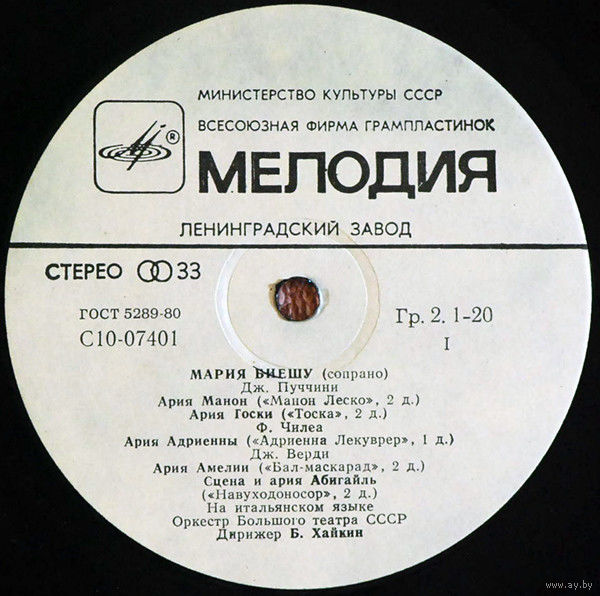 МИНИСТЕРСТВО КУЛЬТУРЫ СССР
ВСЕСОЮЗНАЯ ФИРМА ГРАМПЛАСТИНОК
®
МЕЛОДИЯ
ЛЕНИНГРАДСКИЙ ЗАВОД
СТЕРЕО 33
ГОСТ 5289-80
С10-07401
Гр. 2. 1-20
I
МАРИЯ БИЕШУ (сопрано)
Дж. Пуччини
Ария Манон («Манон Леско», 2 д.)
Ария Тоски («Тоска», 2 д.)
Ф. Чилеа
Ария Адриенны («Адриенна Лекуврер», 1 д.)
Дж. Верди
Ария Амелии («Бал-маскарад», 2 д.)
Сцена и ария Абигайль
(«Навуходоносор», 2 д.)
На итальянском языке
Оркестр Большого театра СССР
Дирижер Б. Хайкин
www.ay.by